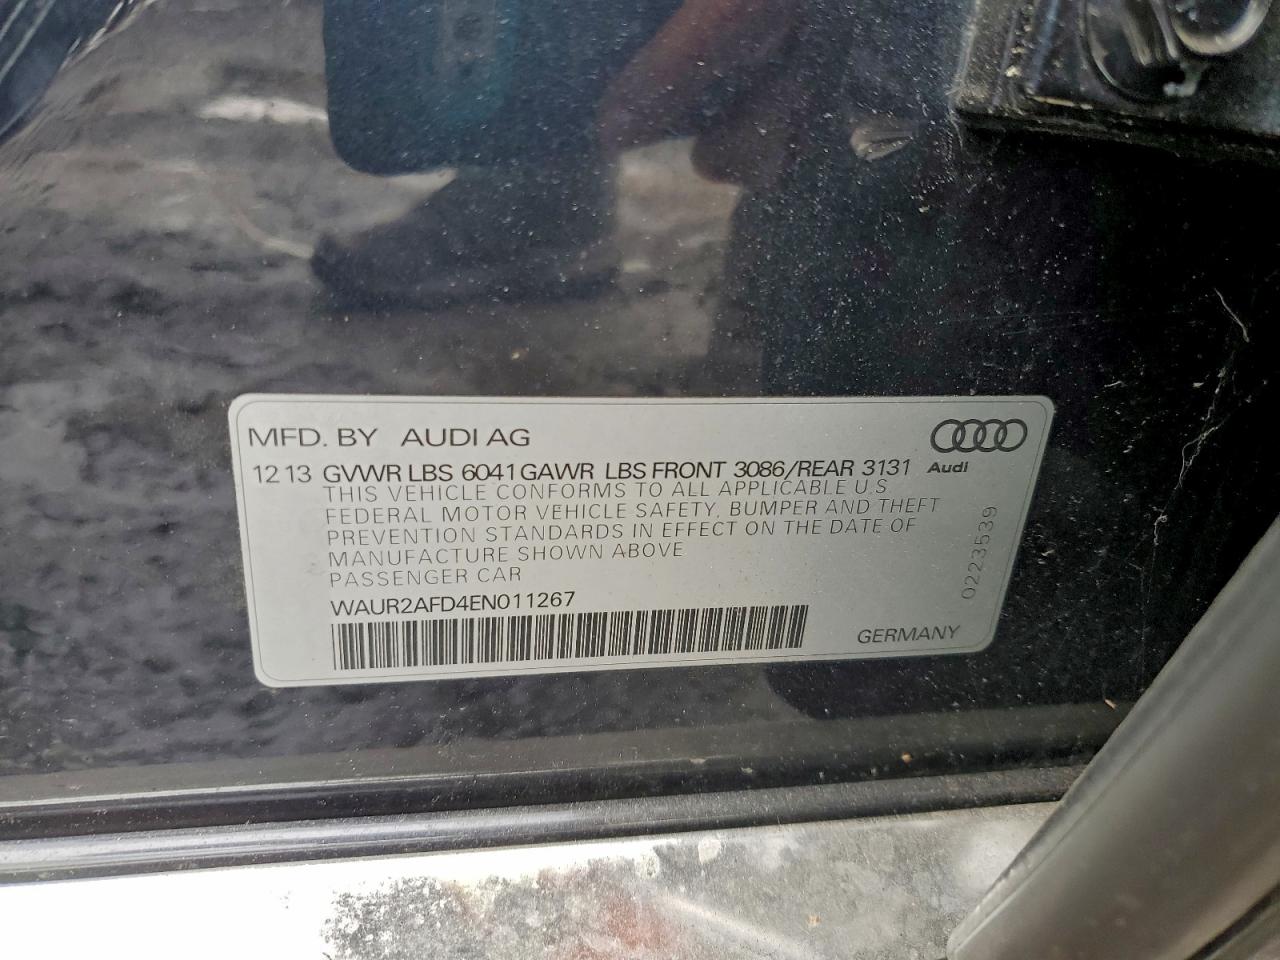 MFD. BY AUDI AG
12 13 GVWR LBS 6041 GAWR LBS FRONT 3086/REAR 3131
Audi
THIS VEHICLE CONFORMS TO ALL APPLICABLE U.S
FEDERAL MOTOR VEHICLE SAFETY, BUMPER AND THEFT
PREVENTION STANDARDS IN EFFECT ON THE DATE OF
MANUFACTURE SHOWN ABOVE
PASSENGER CAR
WAUR2AFD4EN011267
GERMANY
0223539